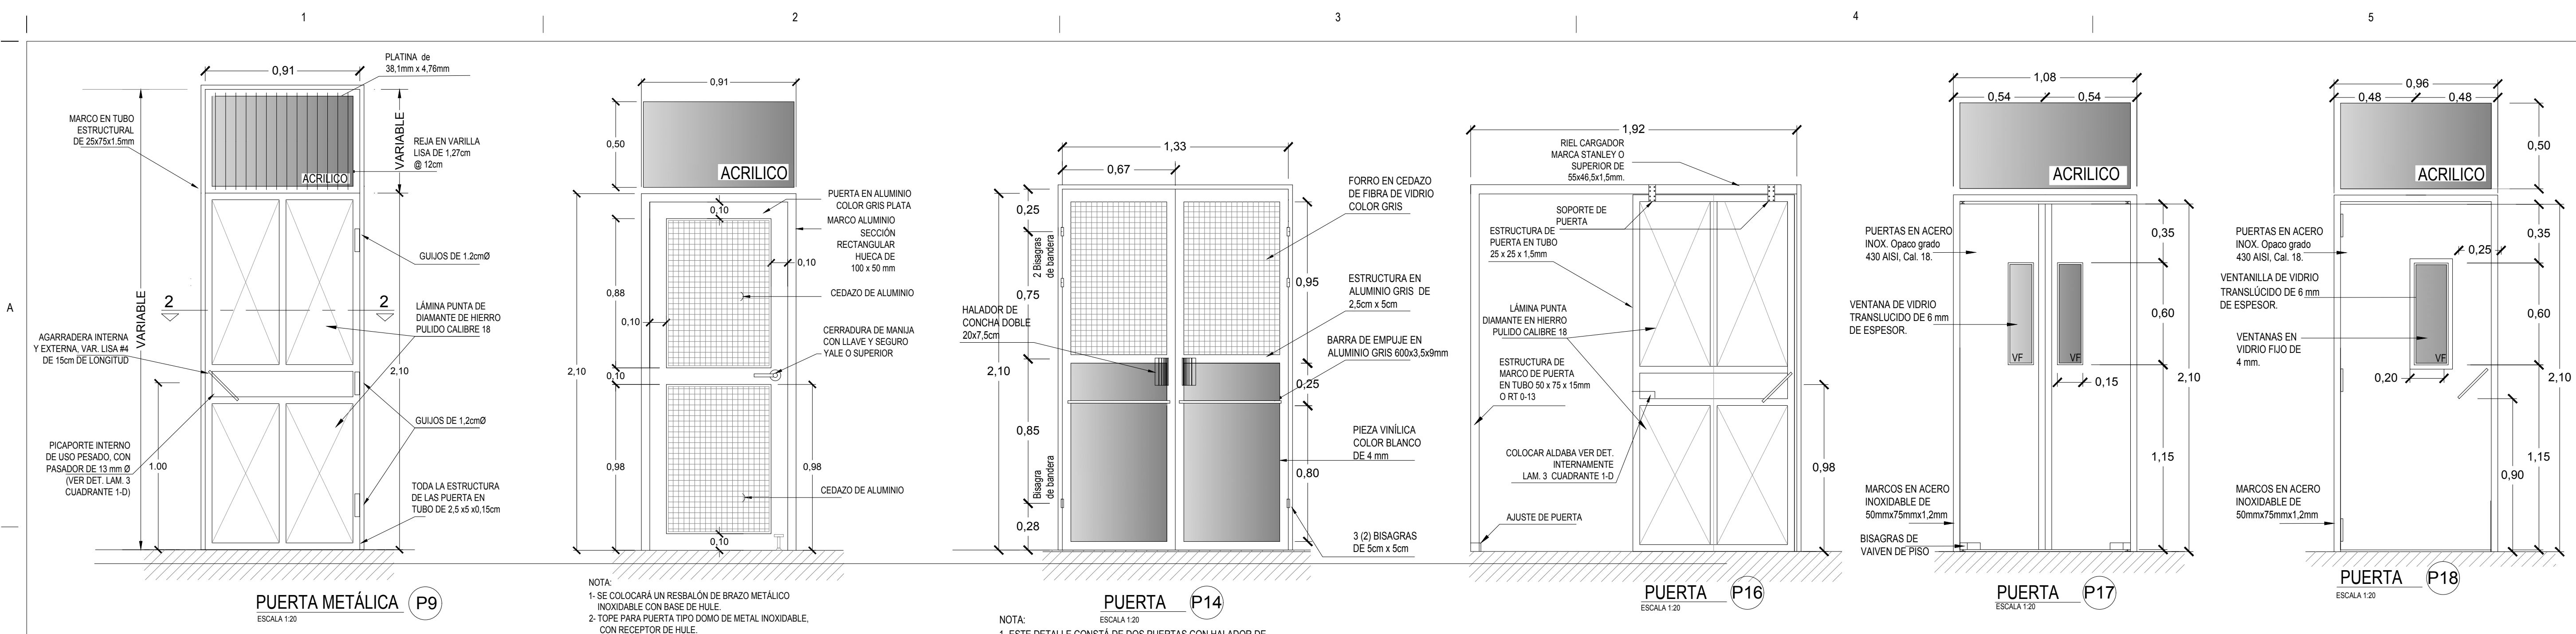 1
2
3
4
5
A
0,91
PLATINA de
38,1mm x 4,76mm
MARCO EN TUBO
ESTRUCTURAL
DE 25x75x1.5mm
VARIABLE
REJA EN VARILLA
LISA DE 1,27cm
@ 12cm
ACRILICO
GUIJOS DE 1.2cmØ
VARIABLE
2
2
LÁMINA PUNTA DE
DIAMANTE DE HIERRO
PULIDO CALIBRE 18
AGARRADERA INTERNA
Y EXTERNA, VAR. LISA #4
DE 15cm DE LONGITUD
2,10
GUIJOS DE 1,2cmØ
PICAPORTE INTERNO
DE USO PESADO, CON
PASADOR DE 13 mm Ø
(VER DET. LAM. 3
CUADRANTE 1-D)
1.00
TODA LA ESTRUCTURA
DE LAS PUERTA EN
TUBO DE 2,5 x5 x0,15cm
PUERTA METÁLICA
P9
ESCALA 1:20
0,91
0,50
ACRILICO
PUERTA EN ALUMINIO
COLOR GRIS PLATA
0,10
MARCO ALUMINIO
SECCIÓN
RECTANGULAR
HUECA DE
100 x 50 mm
0,10
0,88
CEDAZO DE ALUMINIO
0,10
CERRADURA DE MANIJA
CON LLAVE Y SEGURO
YALE O SUPERIOR
2,10
0,10
0,98
0,98
CEDAZO DE ALUMINIO
0,10
NOTA:
1- SE COLOCARÁ UN RESBALÓN DE BRAZO METÁLICO
INOXIDABLE CON BASE DE HULE.
2- TOPE PARA PUERTA TIPO DOMO DE METAL INOXIDABLE,
CON RECEPTOR DE HULE.
1,33
0,67
FORRO EN CEDAZO
DE FIBRA DE VIDRIO
COLOR GRIS
0,25
2 Bisagras
de bandera
0,75
0,95
ESTRUCTURA EN
ALUMINIO GRIS DE
2,5cm x 5cm
HALADOR DE
CONCHA DOBLE
20x7,5cm
BARRA DE EMPUJE EN
ALUMINIO GRIS 600x3,5x9mm
2,10
0,25
0,85
PIEZA VINÍLICA
COLOR BLANCO
DE 4 mm
0,80
Bisagra
de bandera
0,28
3 (2) BISAGRAS
DE 5cm x 5cm
PUERTA
P14
ESCALA 1:20
NOTA:
1- ESTE DETALLE CONSTÁ DE DOS PUERTAS CON HALADOR DE
1,92
RIEL CARGADOR
MARCA STANLEY O
SUPERIOR DE
55x46,5x1,5mm.
SOPORTE DE
PUERTA
ESTRUCTURA DE
PUERTA EN TUBO
25 x 25 x 1,5mm
LÁMINA PUNTA
DIAMANTE EN HIERRO
PULIDO CALIBRE 18
ESTRUCTURA DE
MARCO DE PUERTA
EN TUBO 50 x 75 x 15mm
O RT 0-13
COLOCAR ALDABA VER DET.
INTERNAMENTE
LAM. 3 CUADRANTE 1-D
0,98
AJUSTE DE PUERTA
PUERTA
P16
ESCALA 1:20
1,08
0,54
0,54
ACRILICO
PUERTAS EN ACERO
INOX. Opaco grado
430 AISI, Cal. 18.
0,35
VENTANA DE VIDRIO
TRANSLUCIDO DE 6 mm
DE ESPESOR.
0,60
VF
VF
0,15
2,10
1,15
MARCOS EN ACERO
INOXIDABLE DE
50mmx75mmx1,2mm
BISAGRAS DE
VAIVEN DE PISO
PUERTA
P17
ESCALA 1:20
0,96
0,48
0,48
0,50
ACRILICO
PUERTAS EN ACERO
INOX. Opaco grado
430 AISI, Cal. 18.
0,35
0,25
VENTANILLA DE VIDRIO
TRANSLÚCIDO DE 6 mm
DE ESPESOR.
0,60
VENTANAS EN
VIDRIO FIJO DE
4 mm.
VF
0,20
2,10
1,15
0,90
MARCOS EN ACERO
INOXIDABLE DE
50mmx75mmx1,2mm
PUERTA
P18
ESCALA 1:20